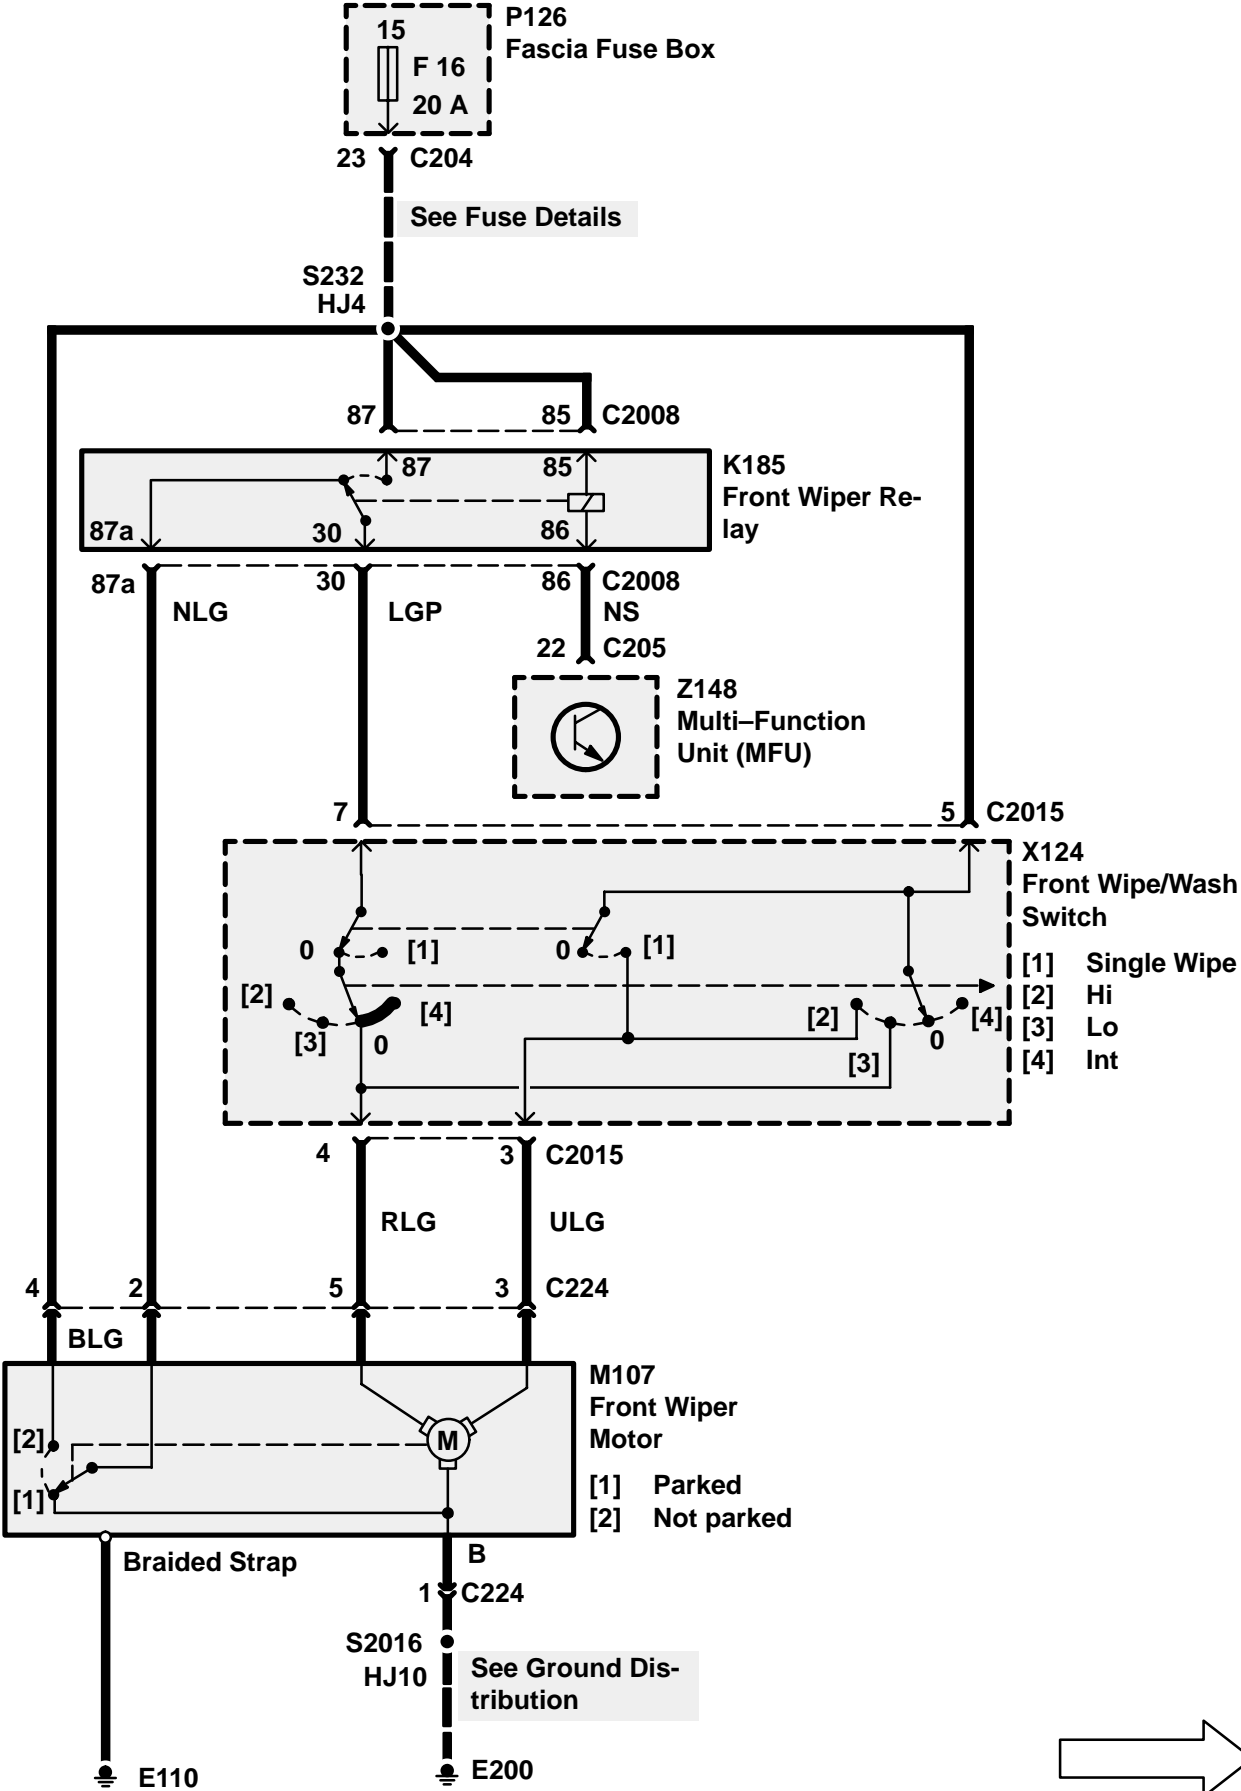 P126
Fascia Fuse Box
15
F 16
20 A
23
C204
See Fuse Details
S232
HJ4
87
85
C2008
87
85
K185
Front Wiper Re-
lay
87a
30
86
87a
30
86
C2008
NLG
LGP
NS
22
C205
Z148
Multi–Function
Unit (MFU)
7
5
C2015
X124
Front Wipe/Wash
Switch
0
[1]
0
[1]
[1] Single Wipe
[2] Hi
[3] Lo
[4] Int
[2]
[4]
[3]
0
[2]
[4]
0
[3]
4
3
C2015
RLG
ULG
4
2
5
3
C224
BLG
M107
Front Wiper
Motor
M
[2]
[1]
[1] Parked
[2] Not parked
Braided Strap
B
1
C224
S2016
HJ10
See Ground Dis-
tribution
E110
E200